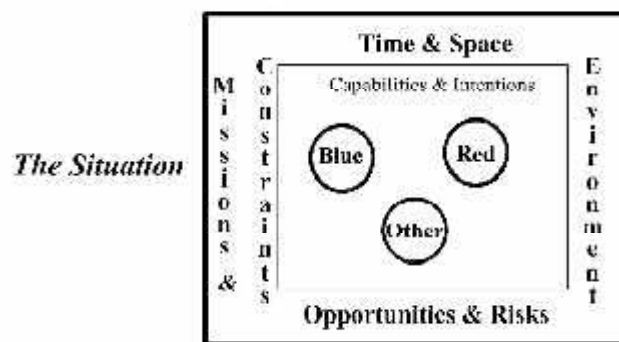 Time & Space
Missions &
Constraints
Capabilities & Intentions
Environment
Blue
Red
The Situation
Other
Opportunities & Risks